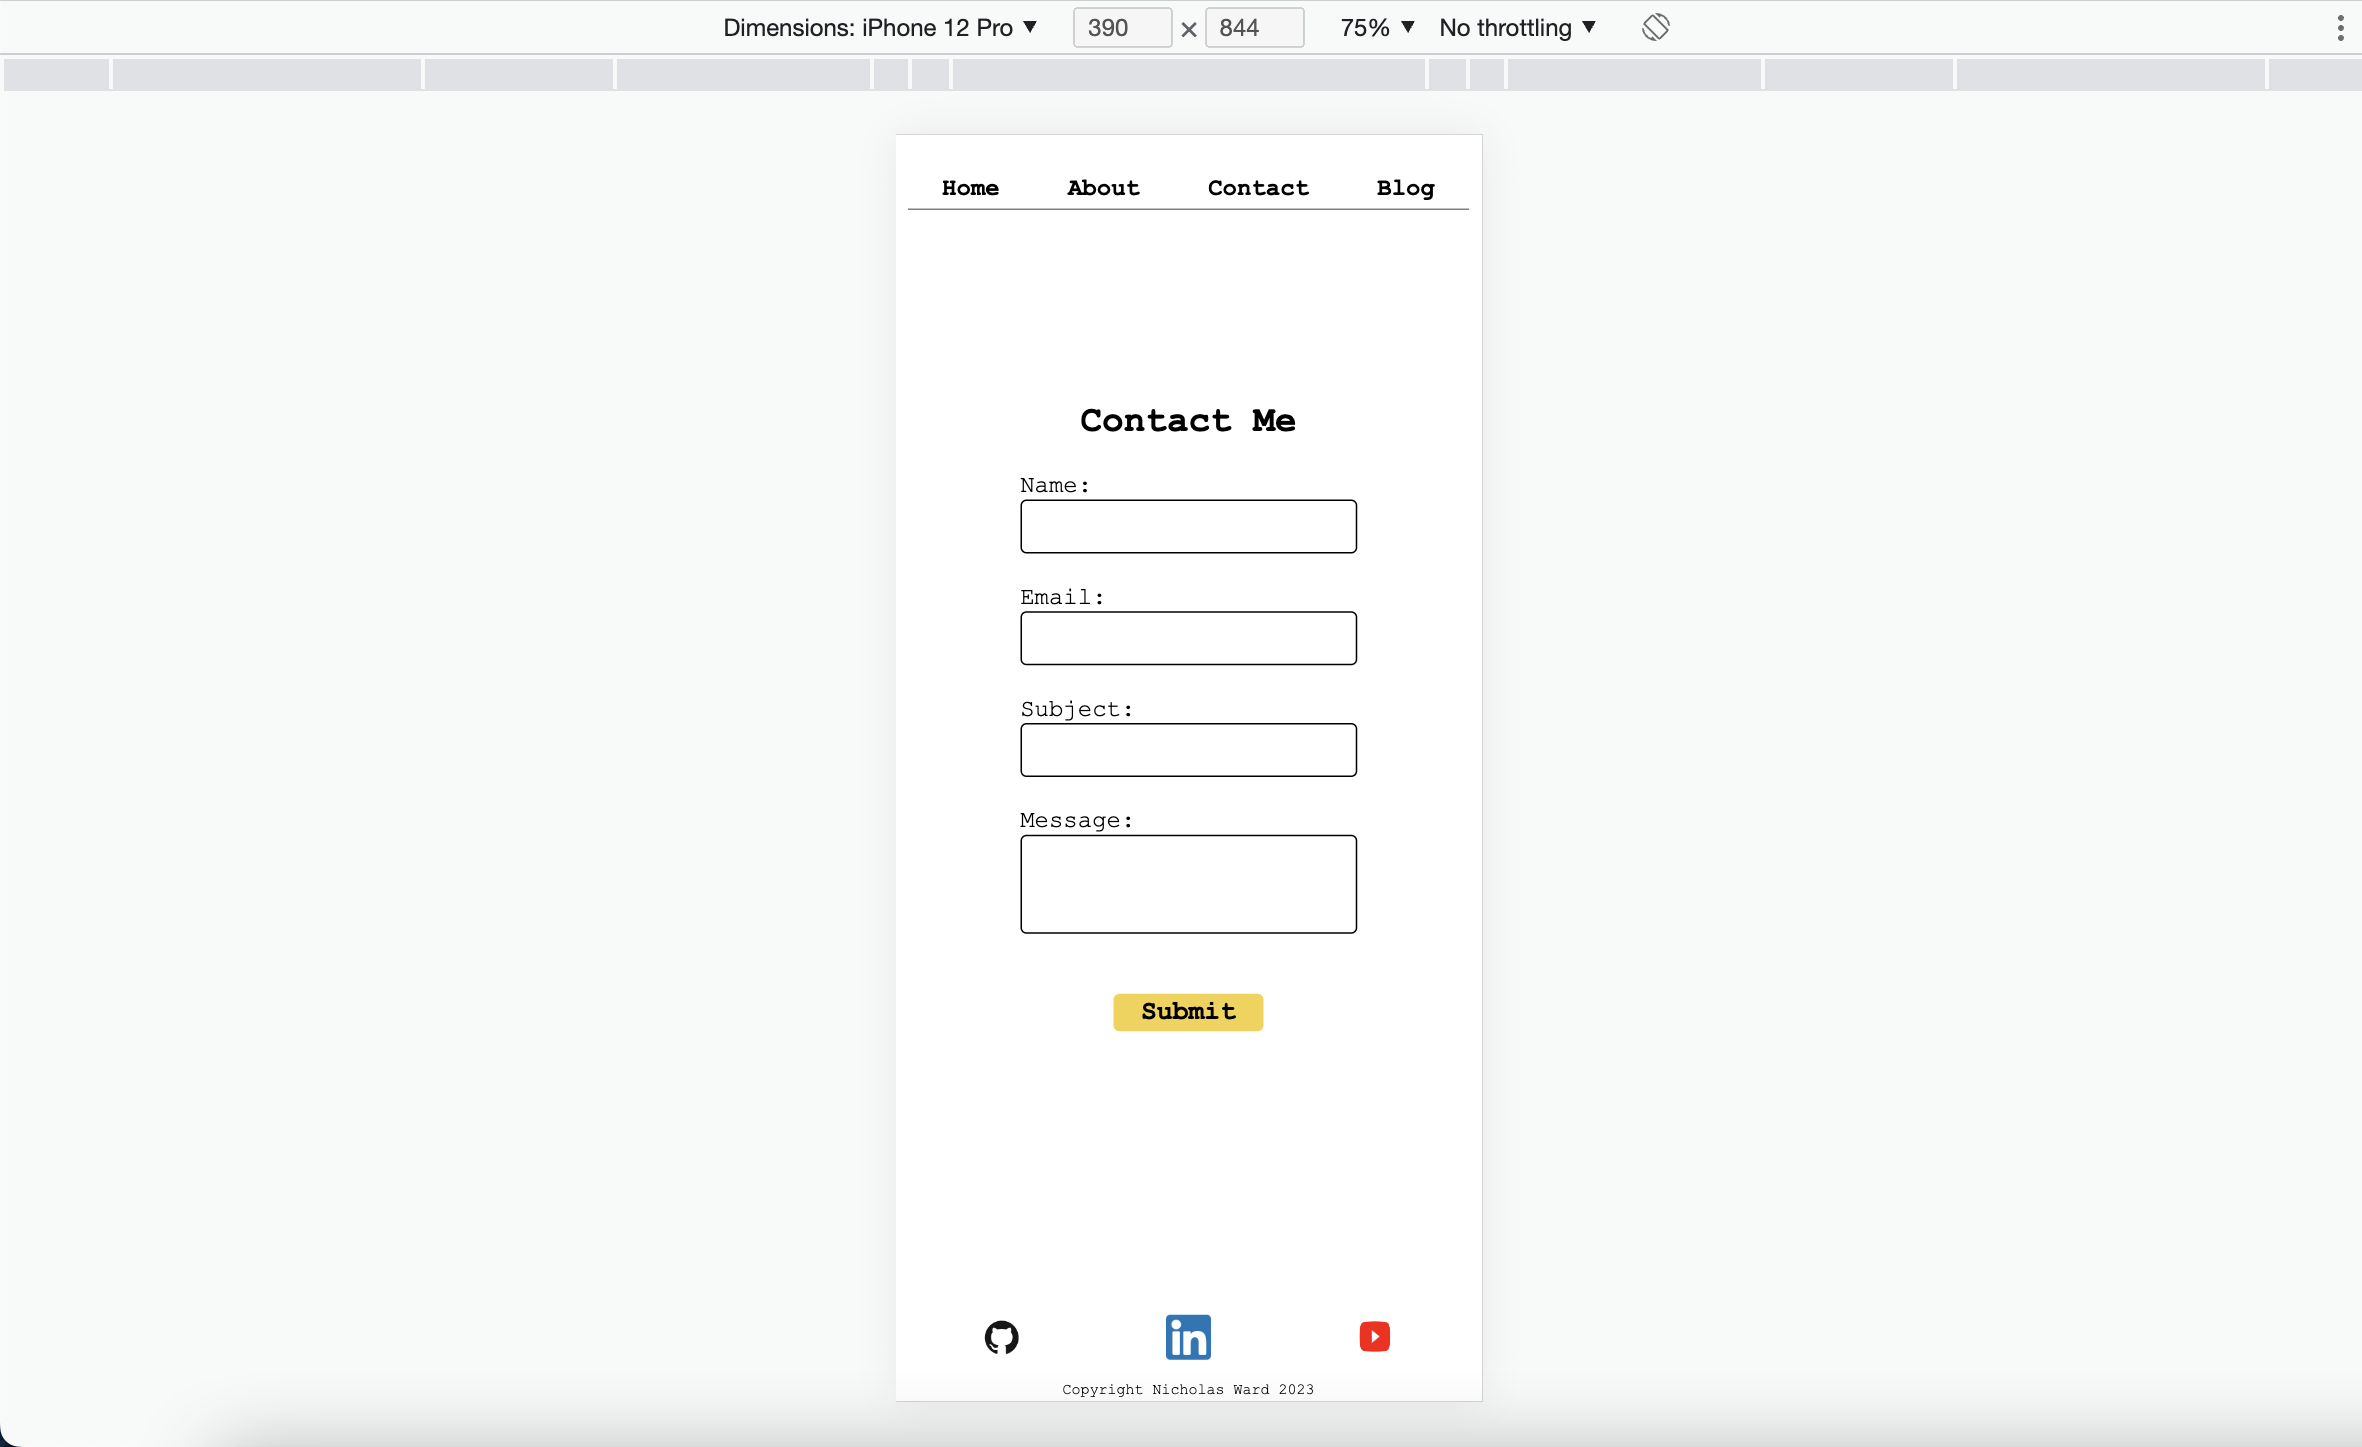 Dimensions: iPhone 12 Pro ▼ 390 × 844 75% ▼ No throttling ▼
Home About Contact Blog
Contact Me
Name:
Email:
Subject:
Message:
Submit
in
Copyright Nicholas Ward 2023